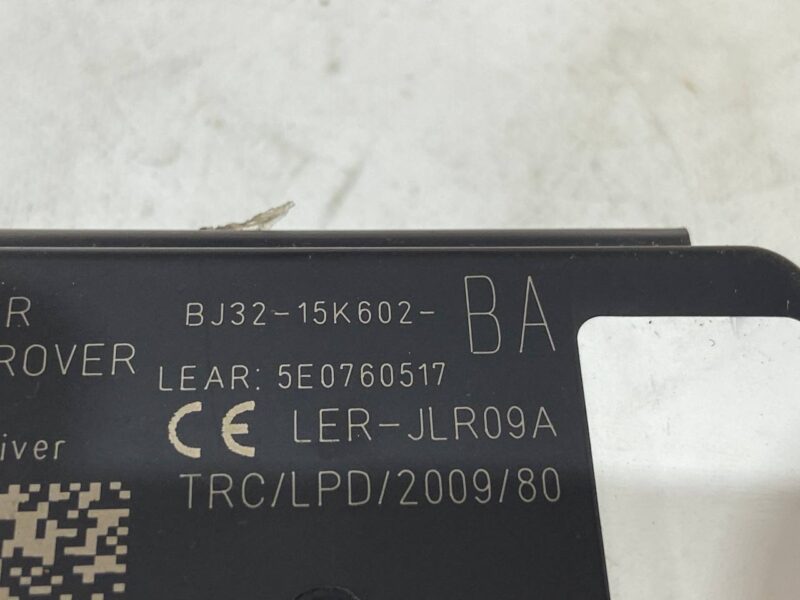 R
ROVER
BJ32-15K602- BA
LEAR: 5E0760517
CE LER-JLR09A
iver
TRC/LPD/2009/80